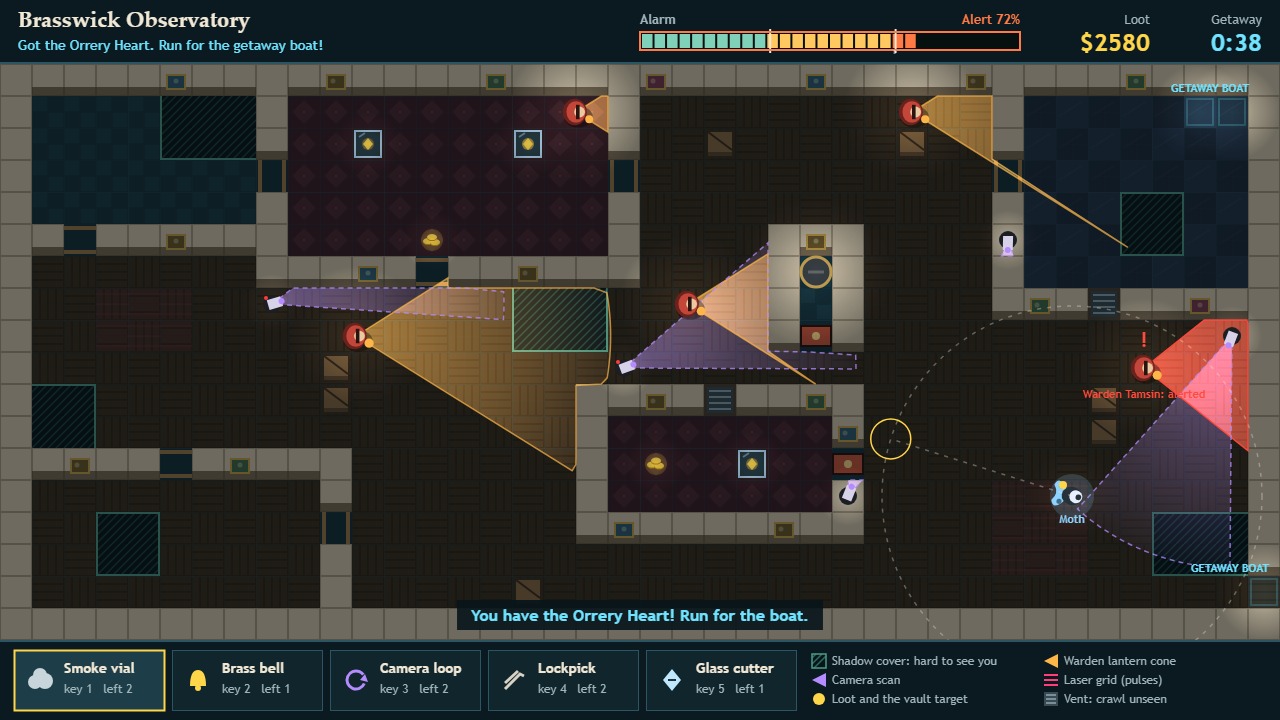 Brasswick Observatory
Got the Orrery Heart. Run for the getaway boat!
Alarm
Alert 72%
Loot
$2580
Getaway
0:38
GETAWAY BOAT
!
Warden Tamsin: alerted
Moth
GETAWAY BOAT
You have the Orrery Heart! Run for the boat.
Smoke vial
key 1 left 2
Brass bell
key 2 left 1
Camera loop
key 3 left 2
Lockpick
key 4 left 2
Glass cutter
key 5 left 1
Shadow cover: hard to see you
Camera scan
Loot and the vault target
Warden lantern cone
Laser grid (pulses)
Vent: crawl unseen